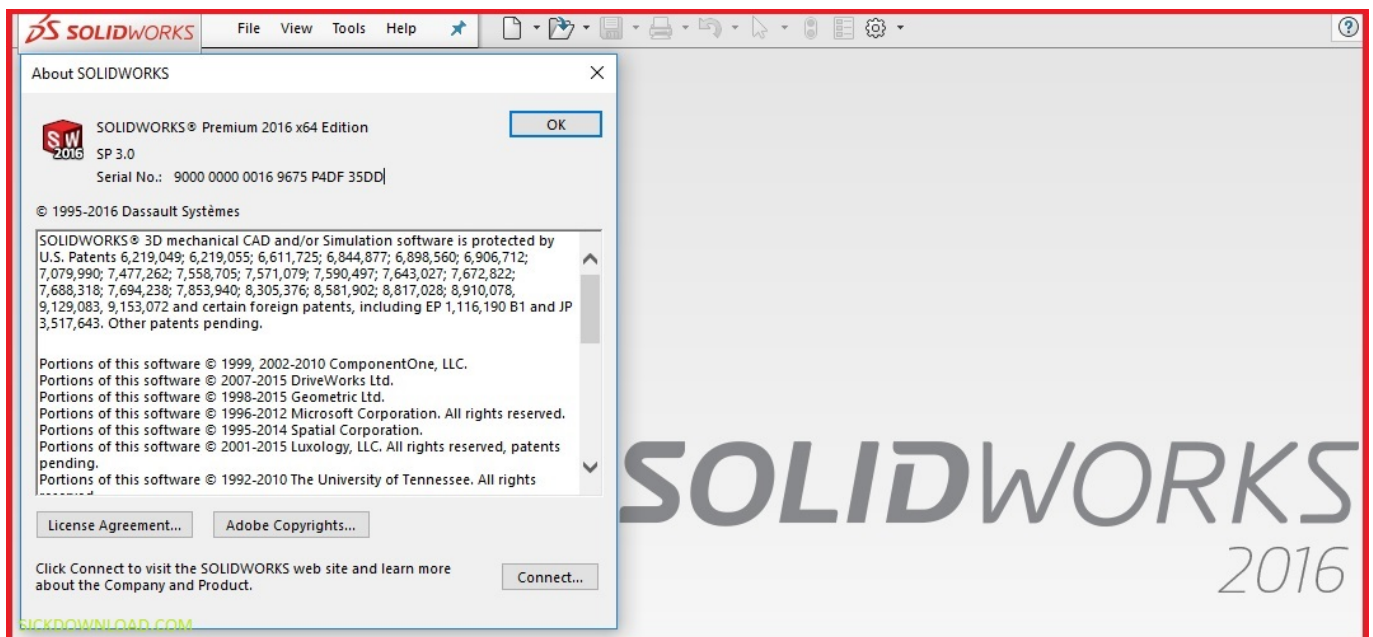 SOLIDWORKS File View Tools Help
About SOLIDWORKS
SOLIDWORKS® Premium 2016 x64 Edition
OK
SW
2016
SP 3.0
Serial No.: 9000 0000 0016 9675 P4DF 35DD
© 1995-2016 Dassault Systèmes
SOLIDWORKS® 3D mechanical CAD and/or Simulation software is protected by
U.S. Patents 6,219,049; 6,219,055; 6,611,725; 6,844,877; 6,898,560; 6,906,712;
7,079,990; 7,477,262; 7,558,705; 7,571,079; 7,590,497; 7,643,027; 7,672,822;
7,688,318; 7,694,238; 7,853,940; 8,305,376; 8,581,902; 8,817,028; 8,910,078,
9,129,083, 9,153,072 and certain foreign patents, including EP 1,116,190 B1 and JP
3,517,643. Other patents pending.
Portions of this software © 1999, 2002-2010 ComponentOne, LLC.
Portions of this software © 2007-2015 DriveWorks Ltd.
Portions of this software © 1998-2015 Geometric Ltd.
Portions of this software © 1996-2012 Microsoft Corporation. All rights reserved.
Portions of this software © 1995-2014 Spatial Corporation.
Portions of this software © 2001-2015 Luxology, LLC. All rights reserved, patents
pending.
Portions of this software © 1992-2010 The University of Tennessee. All rights
License Agreement...
Adobe Copyrights...
Click Connect to visit the SOLIDWORKS web site and learn more
about the Company and Product.
Connect...
SOLIDWORKS
2016
SICKDOWNLOAD.COM